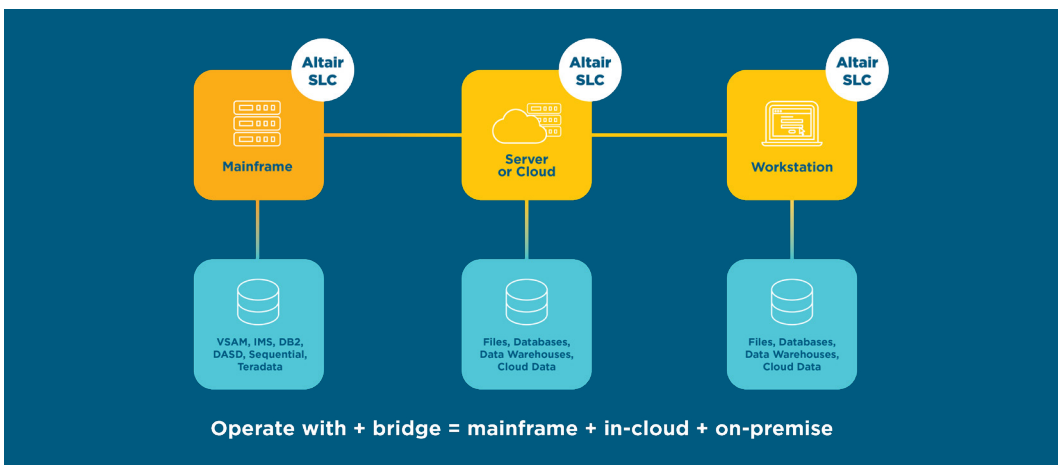 Altair
SLC
Altair
SLC
Altair
SLC
Mainframe
Server
or Cloud
Workstation
VSAM, IMS, DB2,
DASD, Sequential,
Teradata
Files, Databases,
Data Warehouses,
Cloud Data
Files, Databases,
Data Warehouses,
Cloud Data
Operate with + bridge = mainframe + in-cloud + on-premise